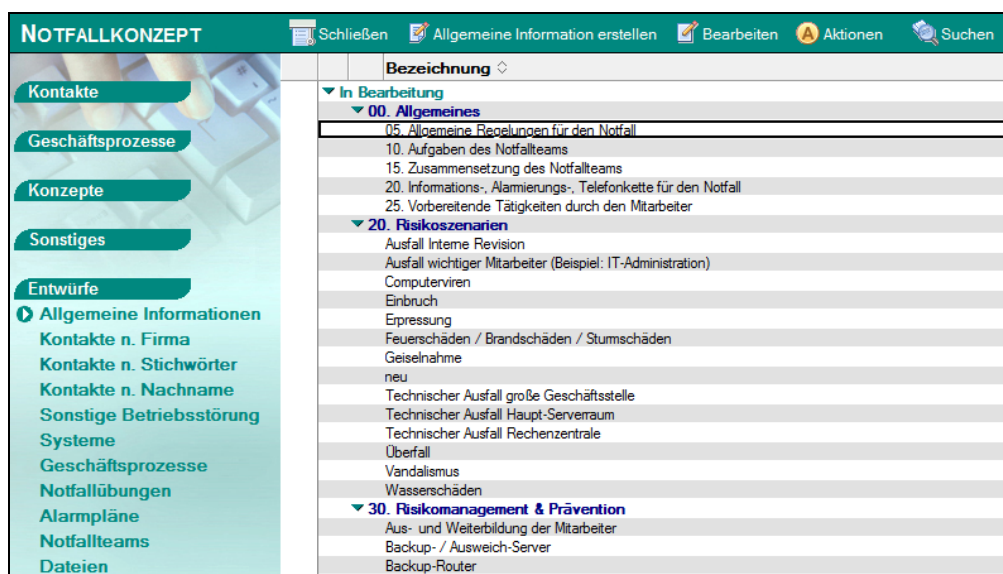 NOTFALLKONZEPT
Schließen Allgemeine Information erstellen Bearbeiten A Aktionen Suchen
Kontakte
Geschäftsprozesse
Konzepte
Sonstiges
Entwürfe
Allgemeine Informationen
Kontakte n. Firma
Kontakte n. Stichwörter
Kontakte n. Nachname
Sonstige Betriebsstörung
Systeme
Geschäftsprozesse
Notfallübungen
Alarmpläne
Notfallteams
Dateien
Bezeichnung
In Bearbeitung
00. Allgemeines
05. Allgemeine Regelungen für den Notfall
10. Aufgaben des Notfallteams
15. Zusammensetzung des Notfallteams
20. Informations-, Alarmierungs-, Telefonkette für den Notfall
25. Vorbereitende Tätigkeiten durch den Mitarbeiter
20. Risikoszenarien
Ausfall Interne Revision
Ausfall wichtiger Mitarbeiter (Beispiel: IT-Administration)
Computerviren
Einbruch
Erpressung
Feuerschäden / Brandschäden / Sturmschäden
Geiselnahme
neu
Technischer Ausfall große Geschäftsstelle
Technischer Ausfall Haupt-Serverraum
Technischer Ausfall Rechenzentrale
Überfall
Vandalismus
Wasserschäden
30. Risikomanagement & Prävention
Aus- und Weiterbildung der Mitarbeiter
Backup- / Ausweich-Server
Backup-Router